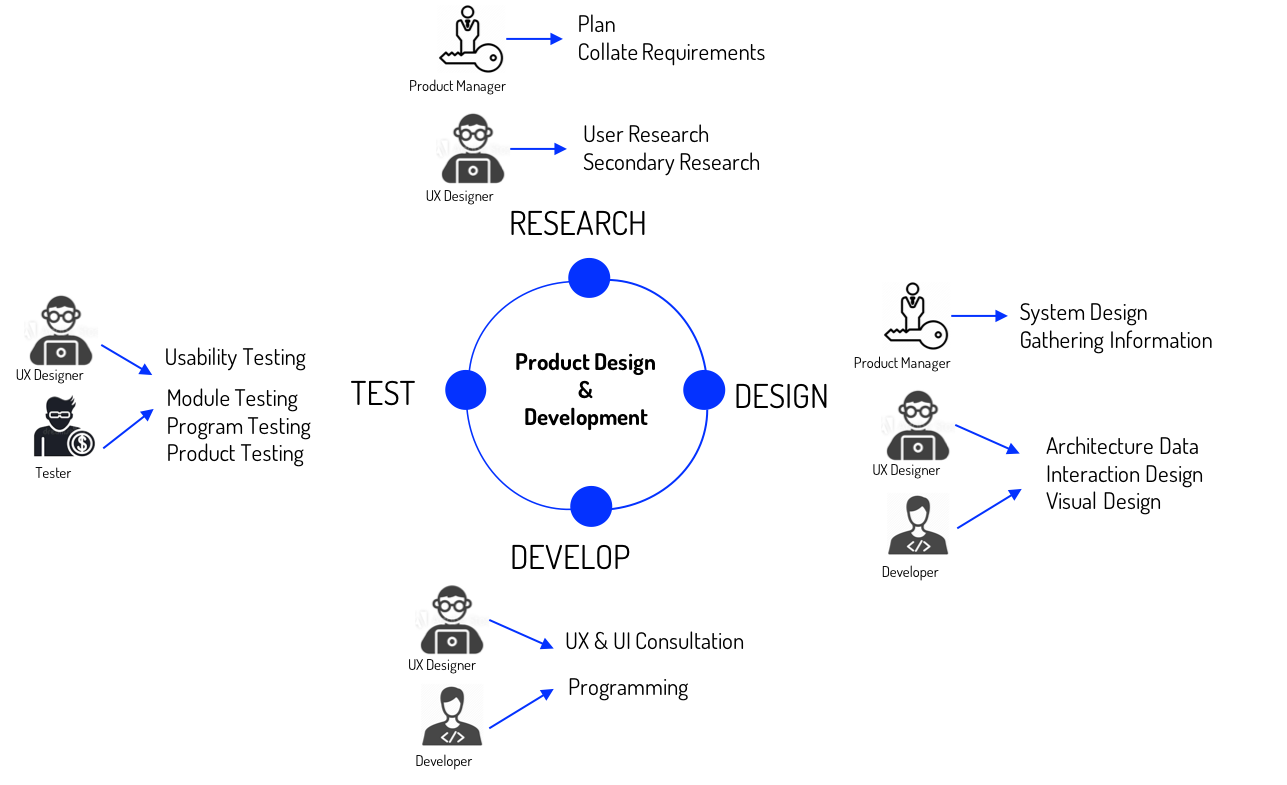 Plan
Collate Requirements
Product Manager
User Research
Secondary Research
UX Designer
RESEARCH
UX Designer
Usability Testing
Module Testing
Program Testing
Product Testing
Tester
TEST
Product Design
&
Development
DESIGN
System Design
Gathering Information
Product Manager
UX Designer
Architecture Data
Interaction Design
Visual Design
Developer
DEVELOP
UX Designer
UX & UI Consultation
Programming
Developer